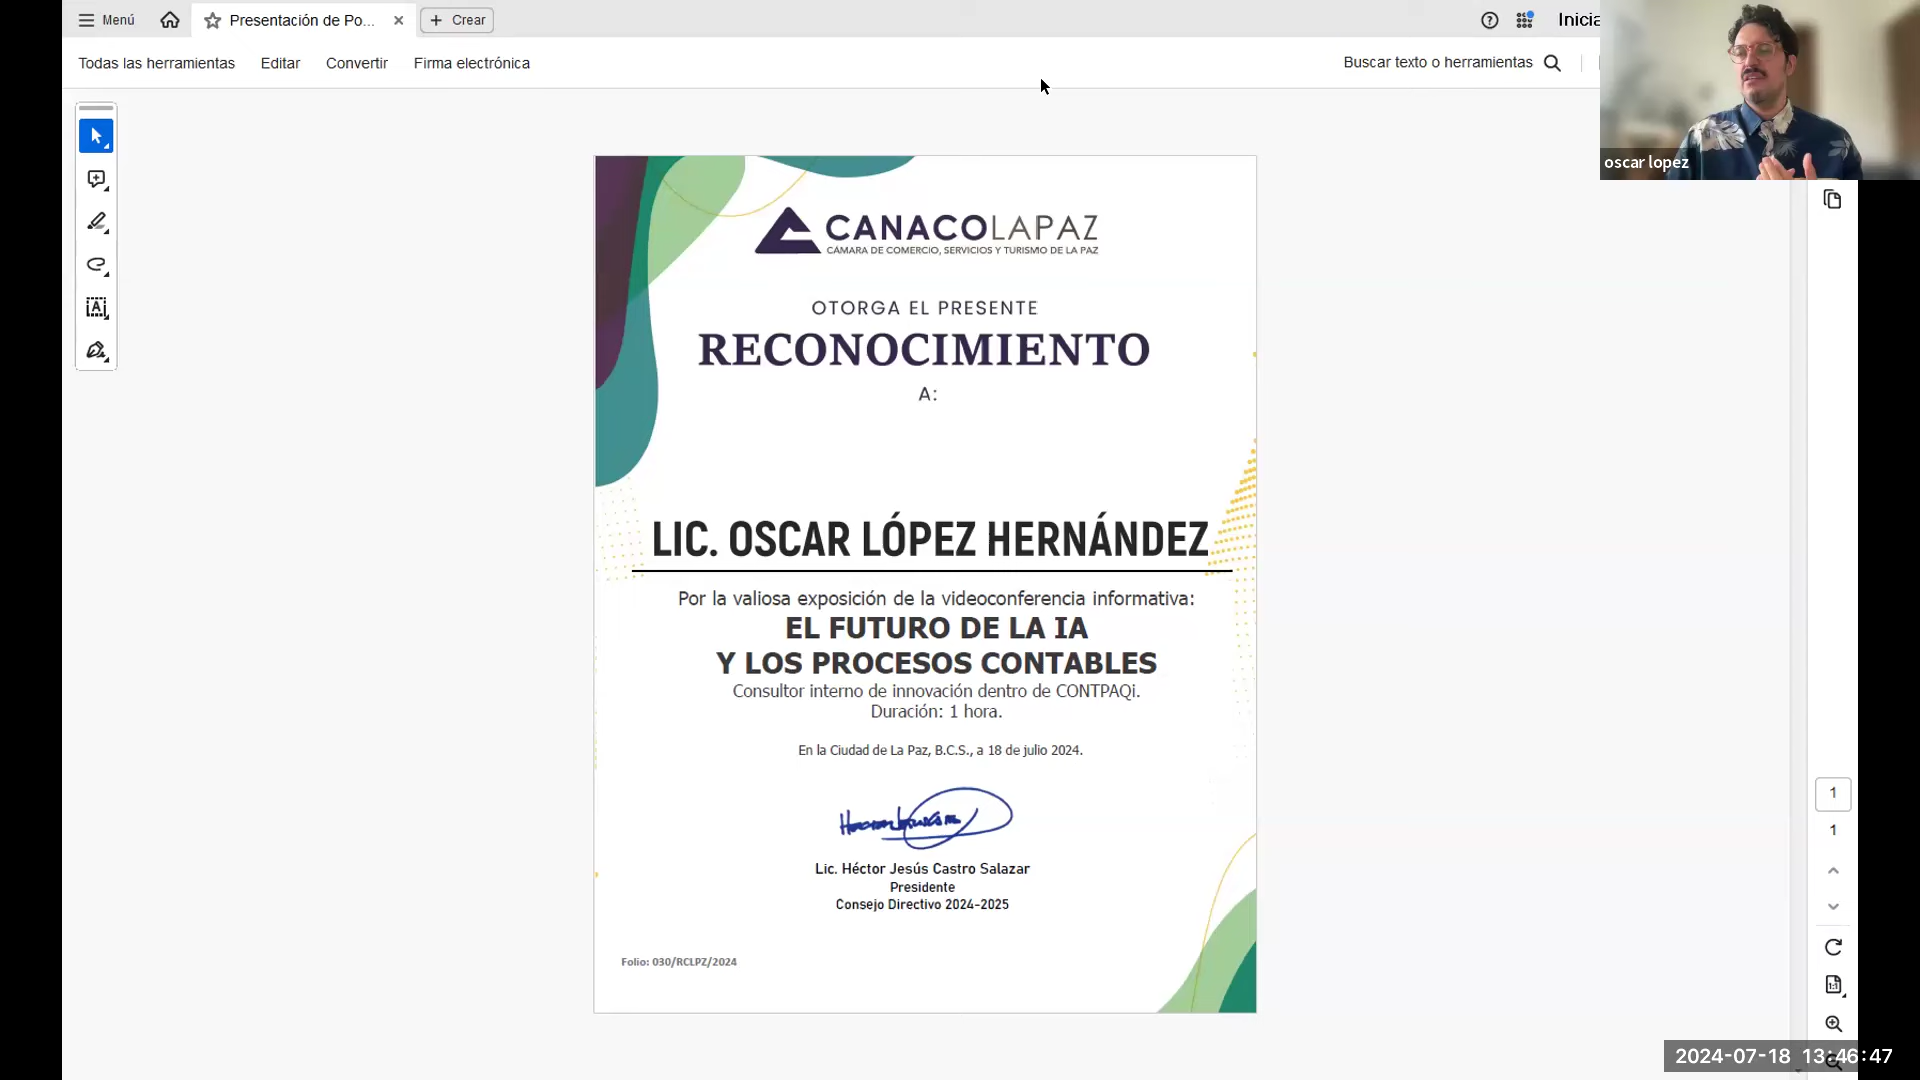 Menú
Presentación de Po...
Crear
Inicia
Todas las herramientas
Editar
Convertir
Firma electrónica
Buscar texto o herramientas
oscar lopez
CANACOLAPAZ
CÁMARA DE COMERCIO, SERVICIOS Y TURISMO DE LA PAZ
OTORGA EL PRESENTE
RECONOCIMIENTO
A:
LIC. OSCAR LÓPEZ HERNÁNDEZ
Por la valiosa exposición de la videoconferencia informativa:
EL FUTURO DE LA IA
Y LOS PROCESOS CONTABLES
Consultor interno de innovación dentro de CONTPAQi.
Duración: 1 hora.
En la Ciudad de La Paz, B.C.S., a 18 de julio 2024.
Lic. Héctor Jesús Castro Salazar
Presidente
Consejo Directivo 2024-2025
Folio: 030/RCLPZ/2024
1
1
2024-07-18 13:46:47